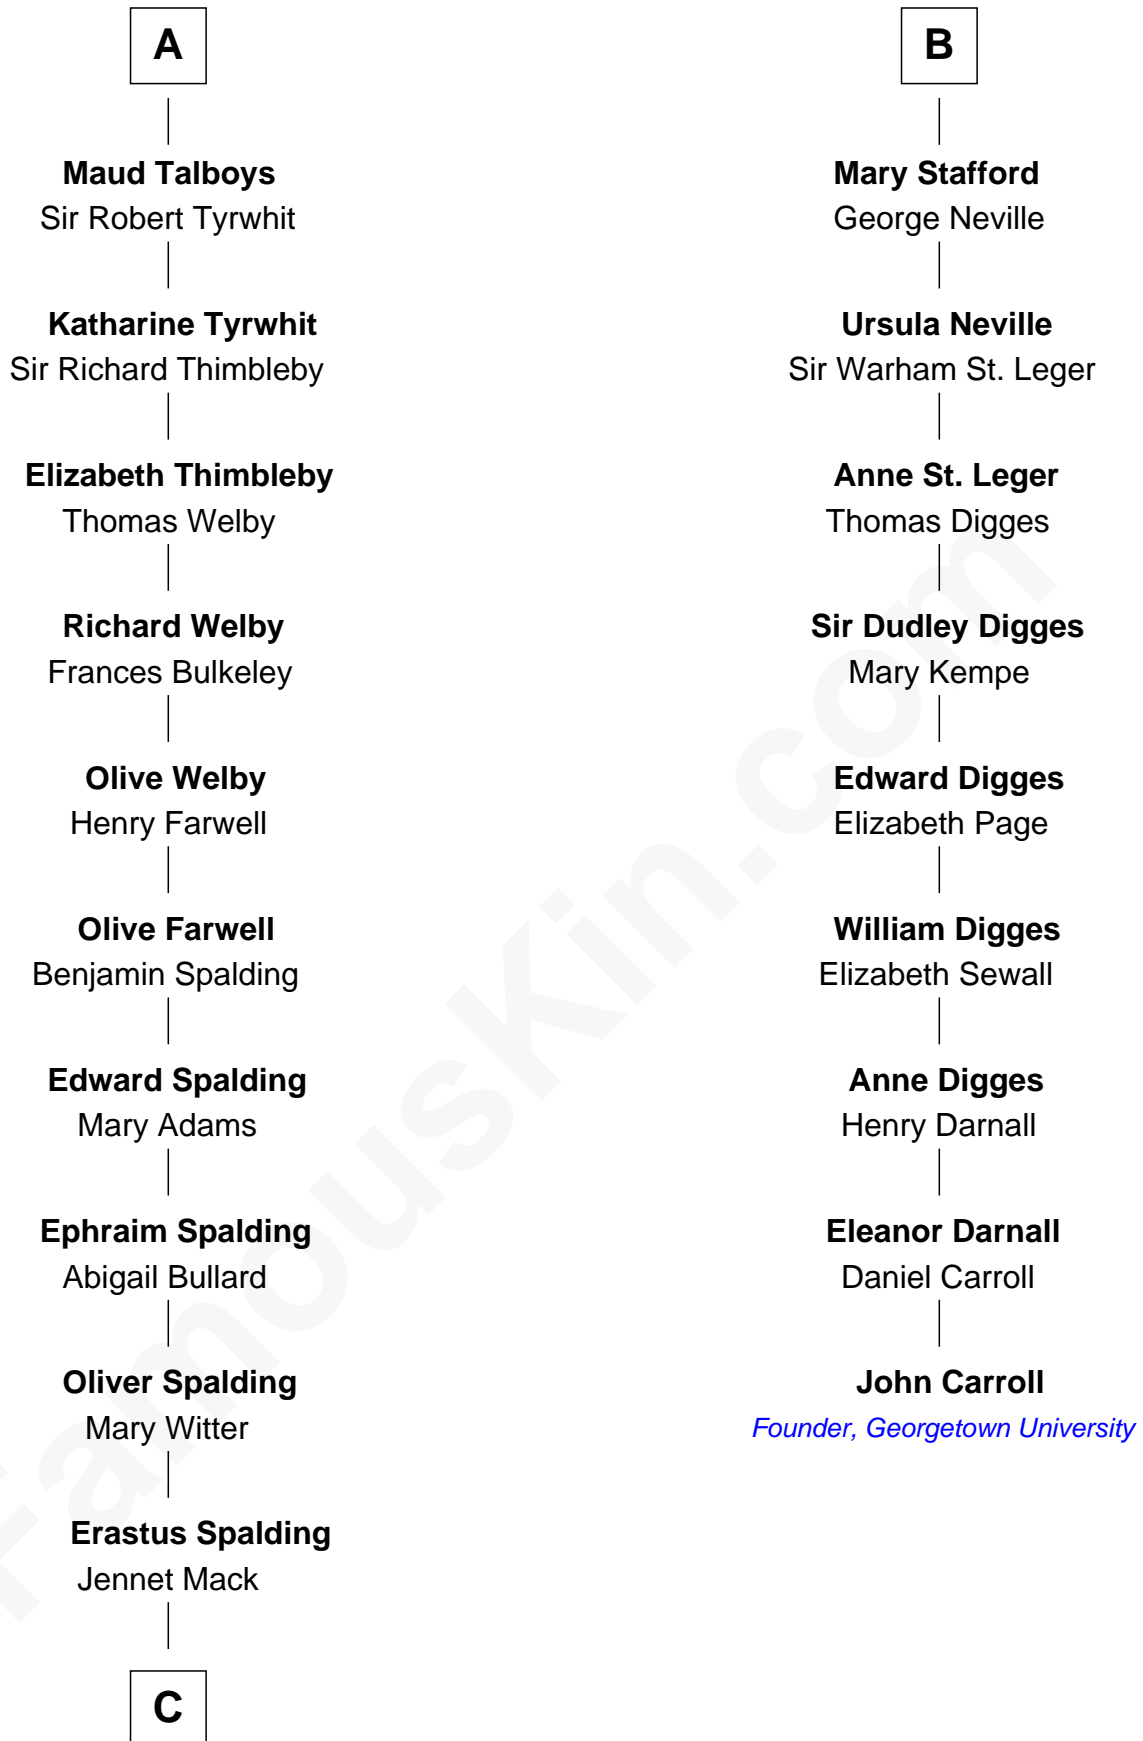 A
Maud Talboys
Sir Robert Tyrwhit
Katharine Tyrwhit
Sir Richard Thimbleby
Elizabeth Thimbleby
Thomas Welby
Richard Welby
Frances Bulkeley
Olive Welby
Henry Farwell
Olive Farwell
Benjamin Spalding
Edward Spalding
Mary Adams
Ephraim Spalding
Abigail Bullard
Oliver Spalding
Mary Witter
Erastus Spalding
Jennet Mack
C
B
Mary Stafford
George Neville
Ursula Neville
Sir Warham St. Leger
Anne St. Leger
Thomas Digges
Sir Dudley Digges
Mary Kempe
Edward Digges
Elizabeth Page
William Digges
Elizabeth Sewall
Anne Digges
Henry Darnall
Eleanor Darnall
Daniel Carroll
John Carroll
Founder, Georgetown University
FamousKin.com